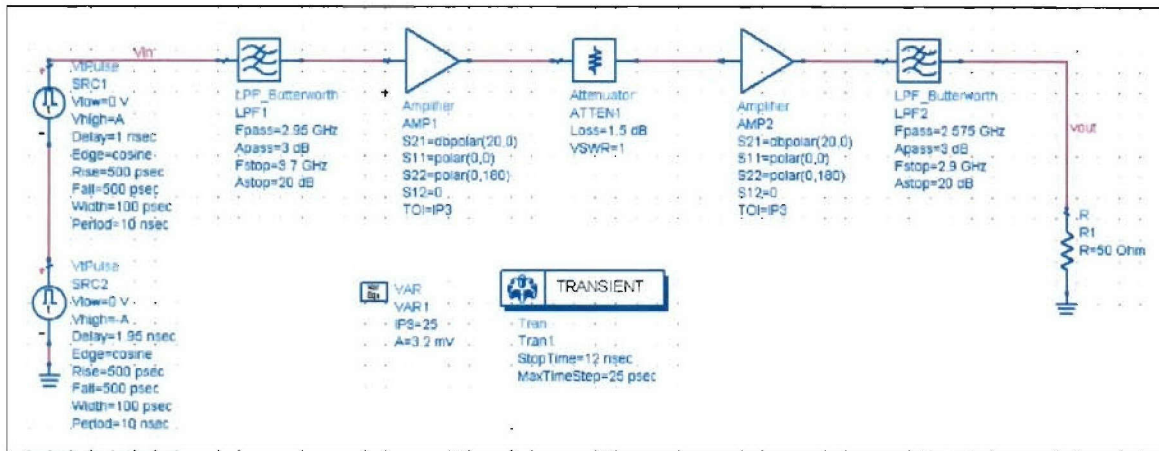 Vin
VtPulse
SRC1
Vlow=0 V
Vhigh=A
Delay=1 nsec
Edge=cosine
Rise=500 psec
Fall=500 psec
Width=100 psec
Period=10 nsec
VtPulse
SRC2
Vlow=0 V
Vhigh=-A
Delay=1.95 nsec
Edge=cosine
Rise=500 psec
Fall=500 psec
Width=100 psec
Period=10 nsec
LPF_Butterworth
LPF1
Fpass=2.95 GHz
Apass=3 dB
Fstop=3.7 GHz
Astop=20 dB
Amplifier
AMP1
S21=dbpolar(20,0)
S11=polar(0,0)
S22=polar(0,180)
S12=0
TOI=IP3
Attenuator
ATTEN1
Loss=1.5 dB
VSWR=1
Amplifier
AMP2
S21=dbpolar(20,0)
S11=polar(0,0)
S22=polar(0,180)
S12=0
TOI=IP3
LPF_Butterworth
LPF2
Fpass=2.575 GHz
Apass=3 dB
Fstop=2.9 GHz
Astop=20 dB
vout
R
R1
R=50 Ohm
VAR
VAR1
IP3=25
A=3.2 mV
TRANSIENT
Tran
Tran1
StopTime=12 nsec
MaxTimeStep=25 psec